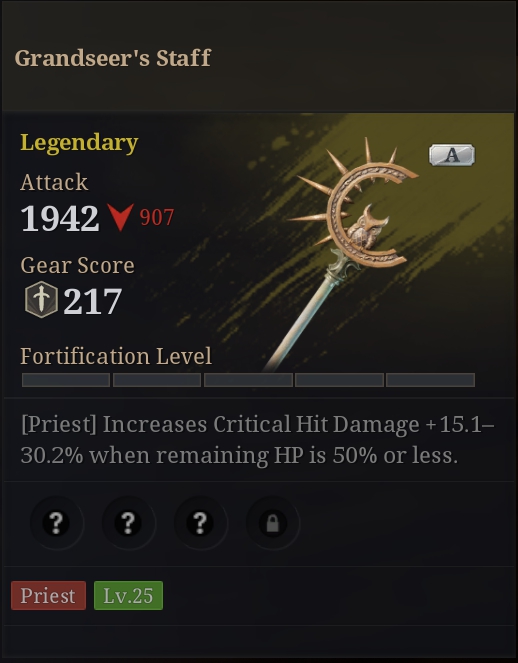 Grandseer's Staff
Legendary
A
Attack
1942 907
Gear Score
217
Fortification Level
[Priest] Increases Critical Hit Damage +15.1–
30.2% when remaining HP is 50% or less.
? ? ?
Priest Lv.25